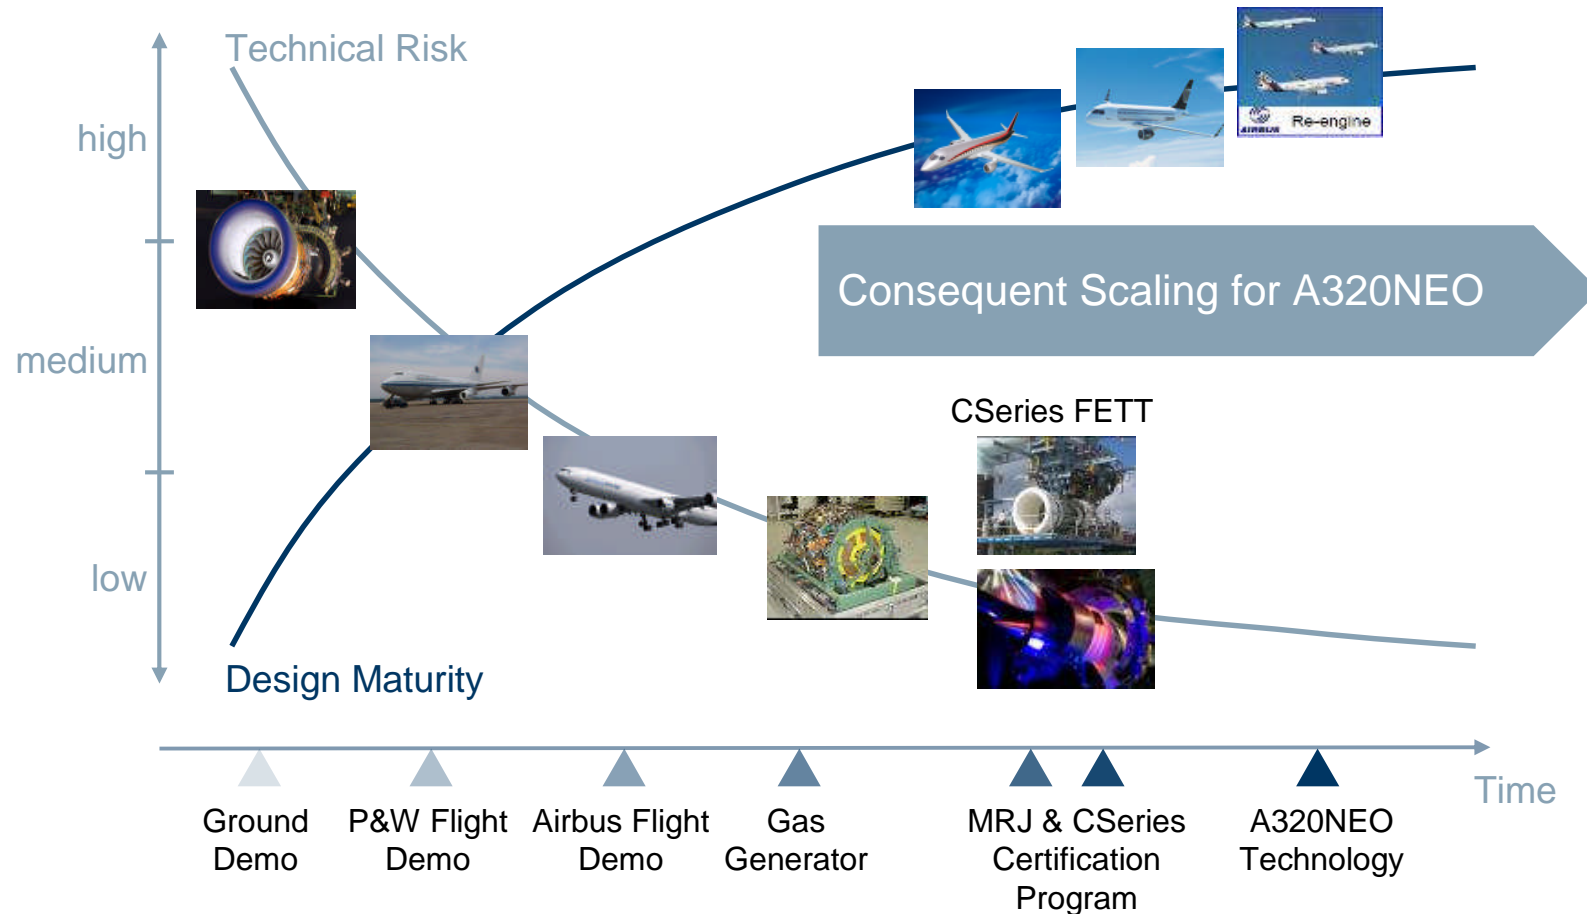 Technical Risk
high
medium
low
Design Maturity
AIRBUS
Re-engine
Consequent Scaling for A320NEO
CSeries FETT
Time
Ground
Demo
P&W Flight
Demo
Airbus Flight
Demo
Gas
Generator
MRJ & CSeries
Certification
Program
A320NEO
Technology